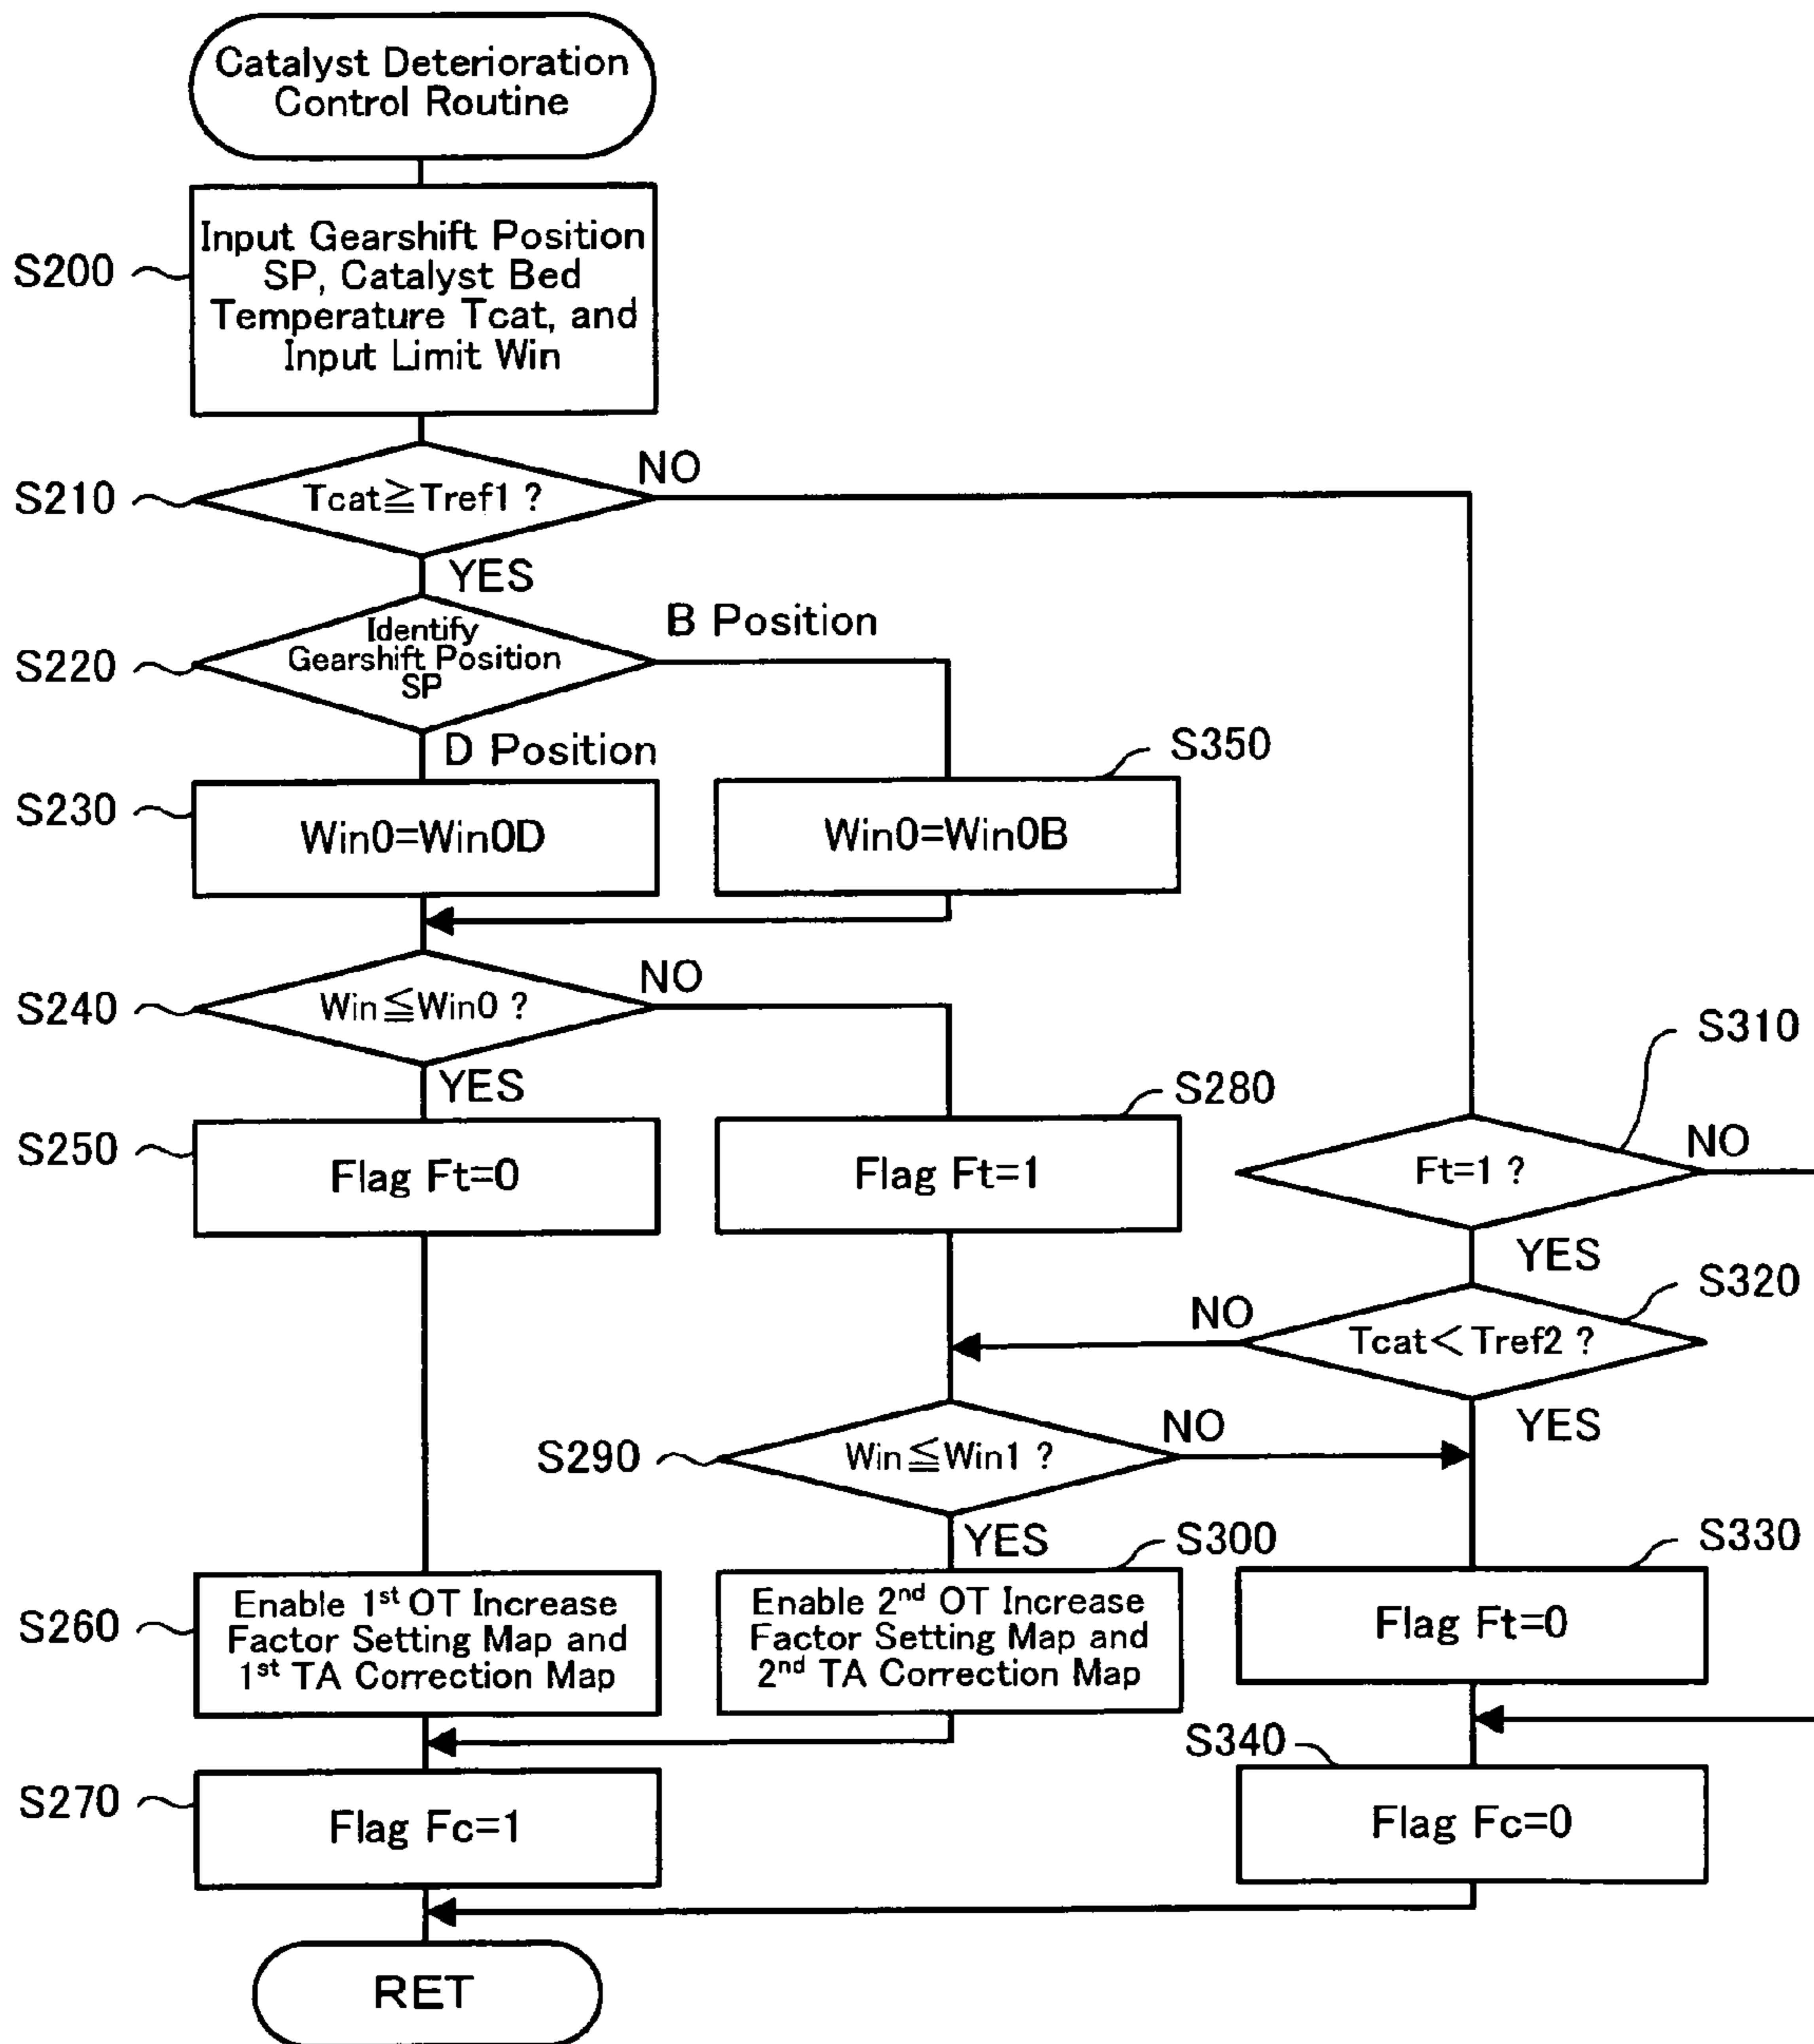 Catalyst Deterioration
Control Routine
S200
Input Gearshift Position
SP, Catalyst Bed
Temperature Tcat, and
Input Limit Win
S210
Tcat≧Tref1 ?
NO
YES
S220
Identify
Gearshift Position
SP
B Position
D Position
S350
S230
Win0=Win0D
Win0=Win0B
S240
Win≦Win0 ?
NO
YES
S310
S280
S250
Flag Ft=0
Flag Ft=1
Ft=1 ?
NO
YES
S320
NO
Tcat<Tref2 ?
YES
S290
Win≦Win1 ?
NO
YES
S300
S330
S260
Enable 1st OT Increase
Factor Setting Map and
1st TA Correction Map
Enable 2nd OT Increase
Factor Setting Map and
2nd TA Correction Map
Flag Ft=0
S340
S270
Flag Fc=1
Flag Fc=0
RET